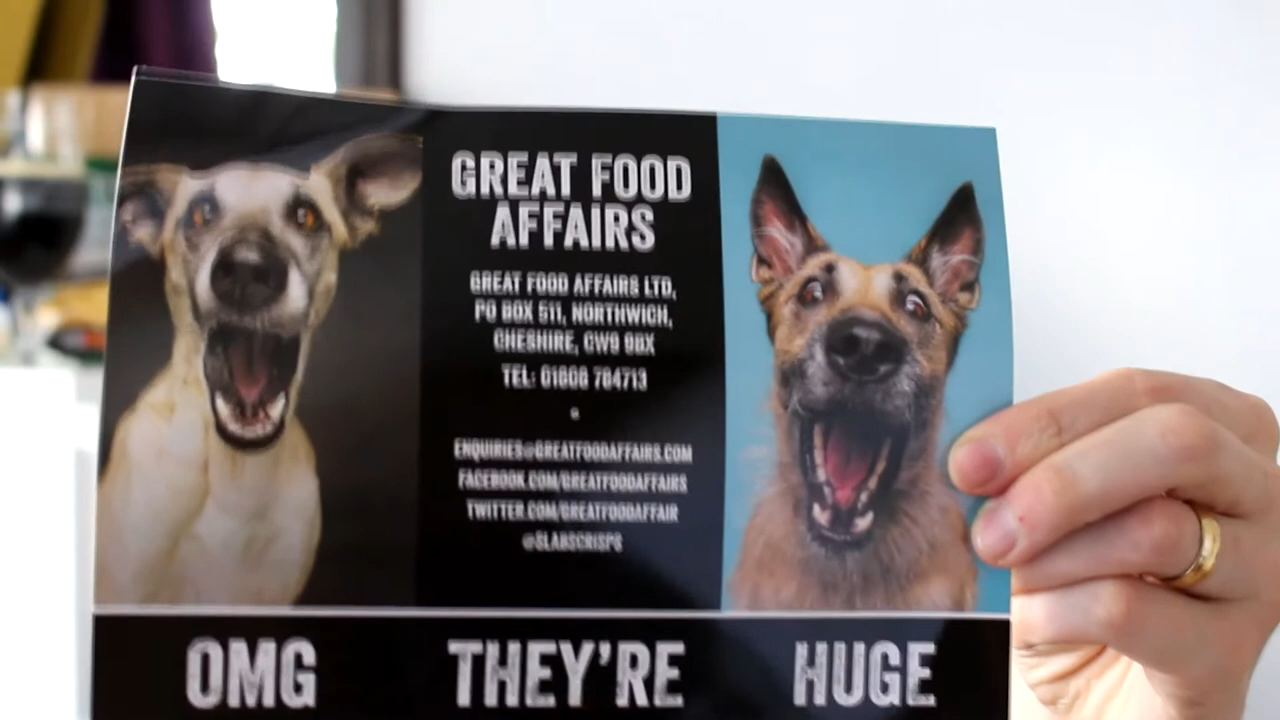 GREAT FOOD
AFFAIRS
GREAT FOOD AFFAIRS LTD,
PO BOX 511, NORTHWICH,
CHESHIRE, CW9 9BX
TEL: 01606 784713
ENQUIRIES@GREATFOODAFFAIRS.COM
FACEBOOK.COM/GREATFOODAFFAIRS
TWITTER.COM/GREATFOODAFFAIR
@SLABSCRISPS
OMG THEY'RE HUGE